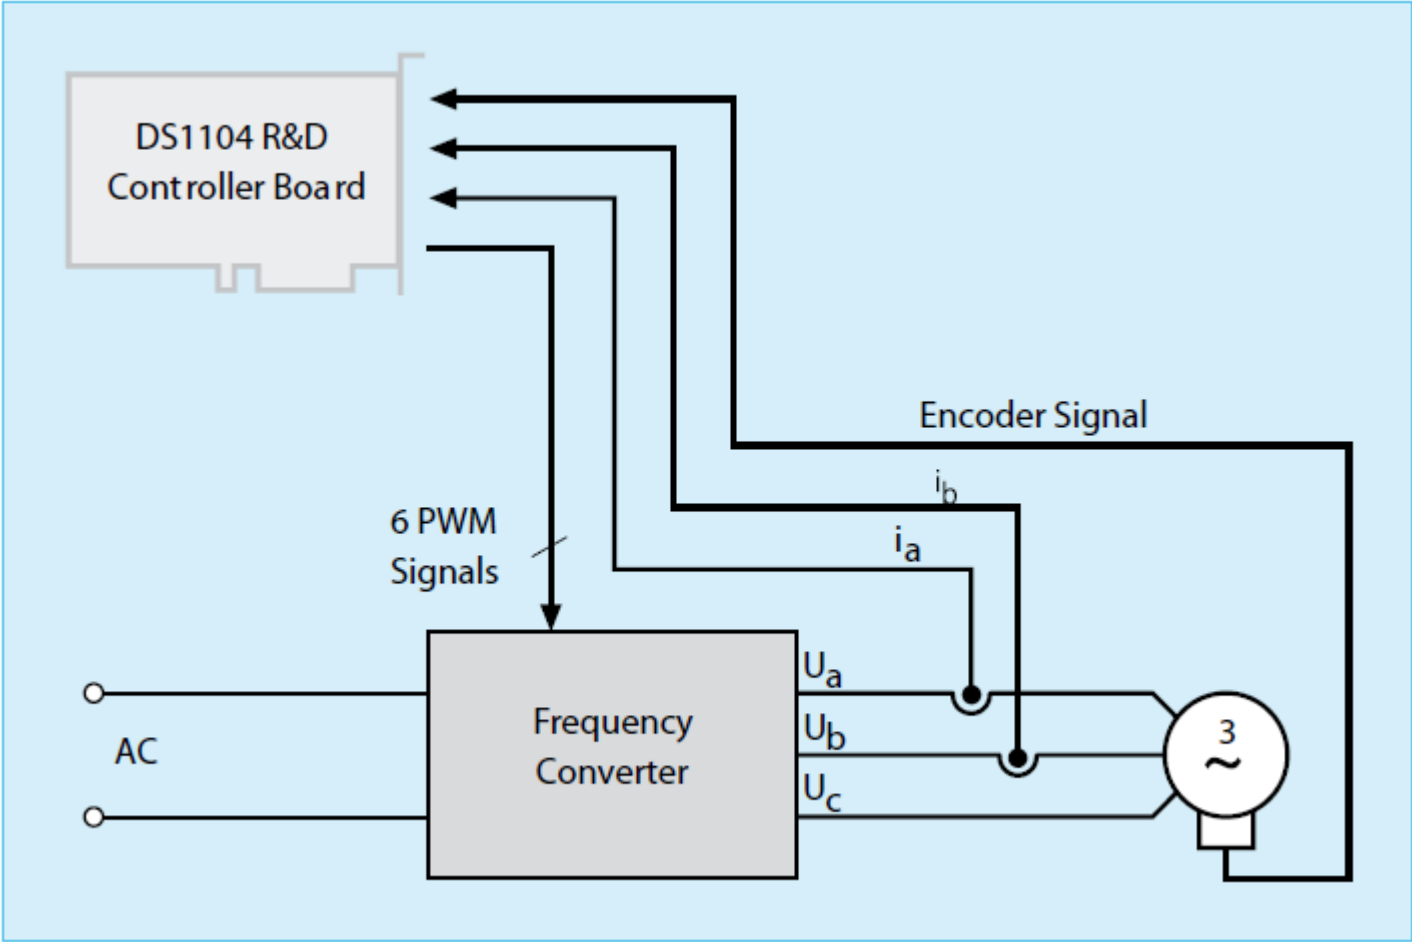 DS1104 R&D
Controller Board
Encoder Signal
ib
ia
6 PWM
Signals
Ua
Ub
Uc
Frequency
Converter
AC
3
~